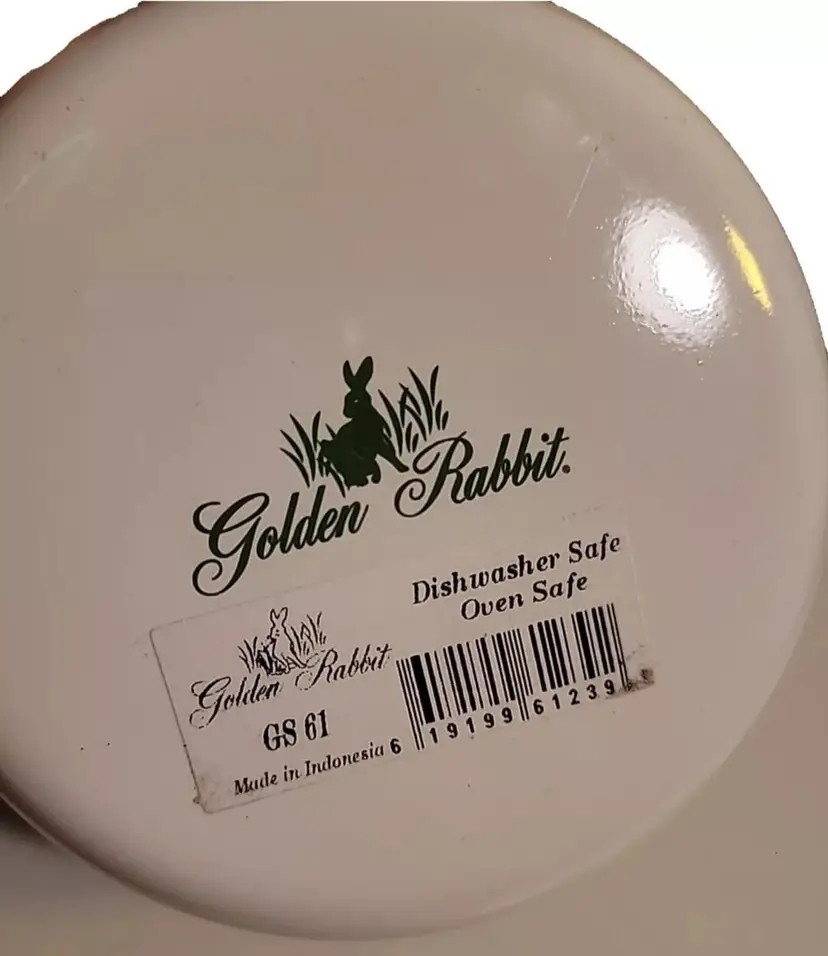 Golden Rabbit.
Dishwasher Safe
Oven Safe
Golden Rabbit
GS 61
Made in Indonesia
6 19199 61239